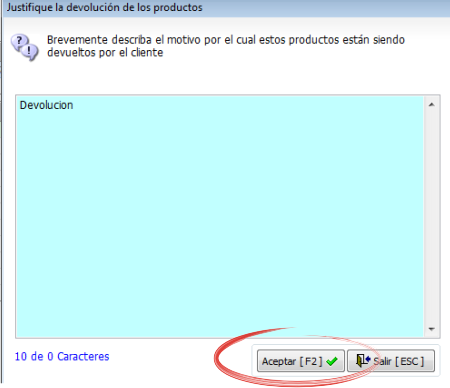 Justifique la devolución de los productos
Brevemente describa el motivo por el cual estos productos están siendo
devueltos por el cliente
Devolucion
10 de 0 Caracteres
Aceptar [ F2 ]
Salir [ ESC ]